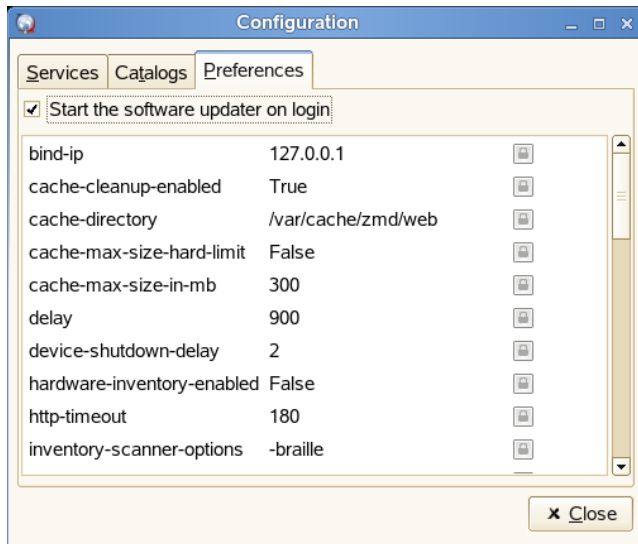 Configuration
Services Catalogs Preferences
Start the software updater on login
bind-ip 127.0.0.1
cache-cleanup-enabled True
cache-directory /var/cache/zmd/web
cache-max-size-hard-limit False
cache-max-size-in-mb 300
delay 900
device-shutdown-delay 2
hardware-inventory-enabled False
http-timeout 180
inventory-scanner-options -braille
Close